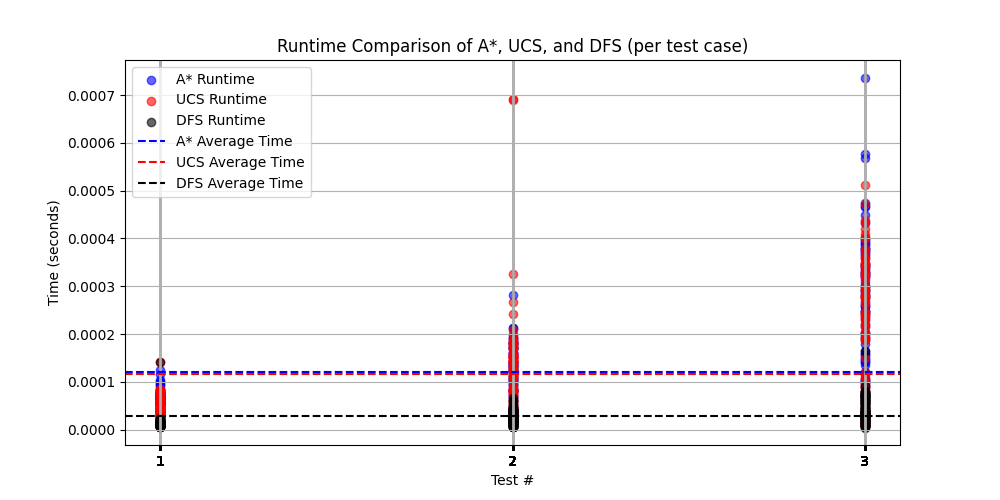 Runtime Comparison of A*, UCS, and DFS (per test case)
A* Runtime
UCS Runtime
DFS Runtime
A* Average Time
UCS Average Time
DFS Average Time
0.0007
0.0006
0.0005
0.0004
0.0003
0.0002
0.0001
0.0000
Time (seconds)
1 2 3
Test #